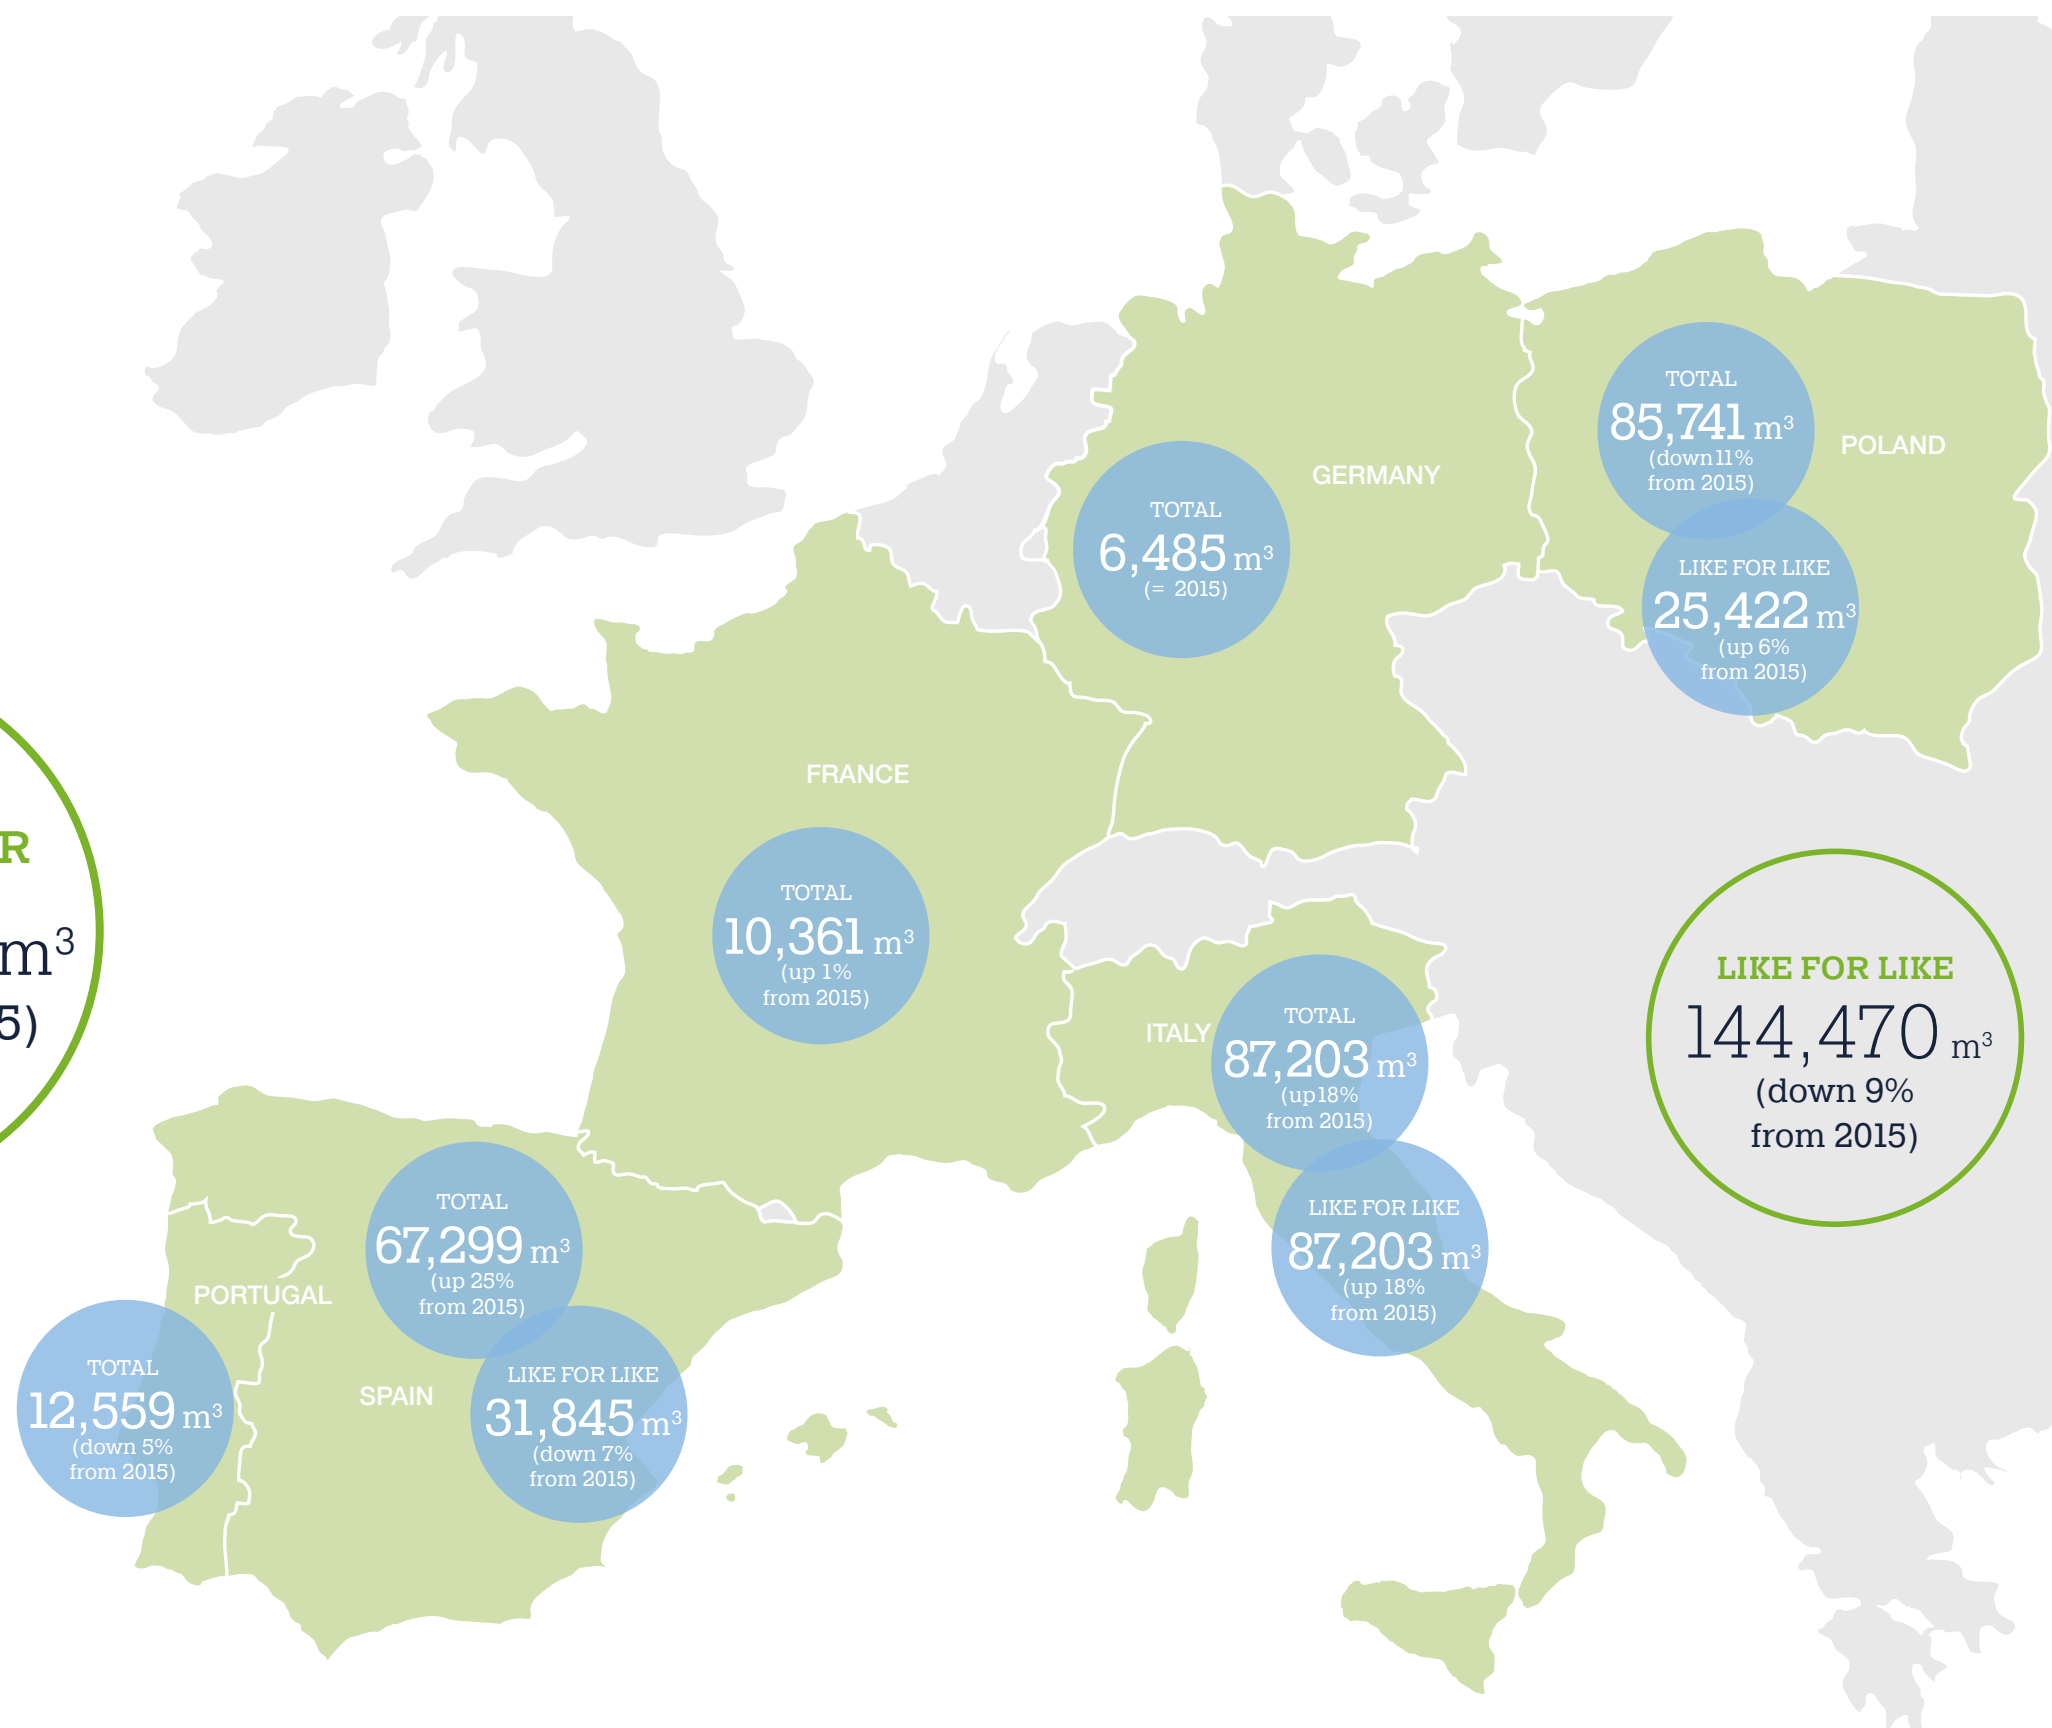 TOTAL
85,741 m³
(down 11%
from 2015)
POLAND
GERMANY
TOTAL
6,485 m³
(= 2015)
LIKE FOR LIKE
25,422 m³
(up 6%
from 2015)
FRANCE
TOTAL
10,361 m³
(up 1%
from 2015)
R
m³
5)
LIKE FOR LIKE
144,470 m³
(down 9%
from 2015)
ITALY
TOTAL
87,203 m³
(up 18%
from 2015)
LIKE FOR LIKE
87,203 m³
(up 18%
from 2015)
TOTAL
67,299 m³
(up 25%
from 2015)
PORTUGAL
TOTAL
12,559 m³
(down 5%
from 2015)
SPAIN
LIKE FOR LIKE
31,845 m³
(down 7%
from 2015)